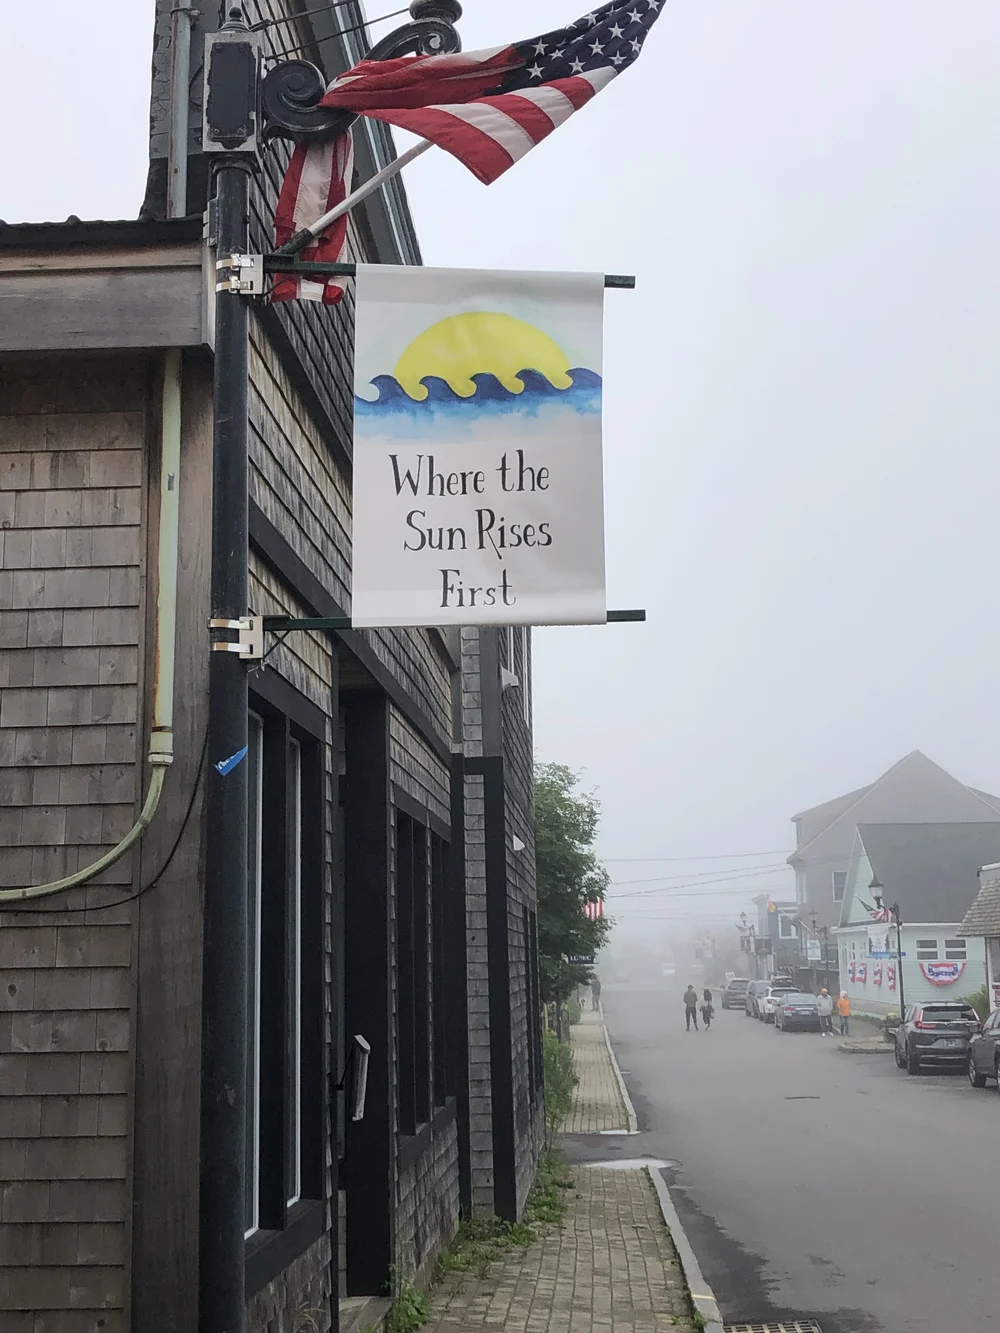 Where the
Sun Rises
First